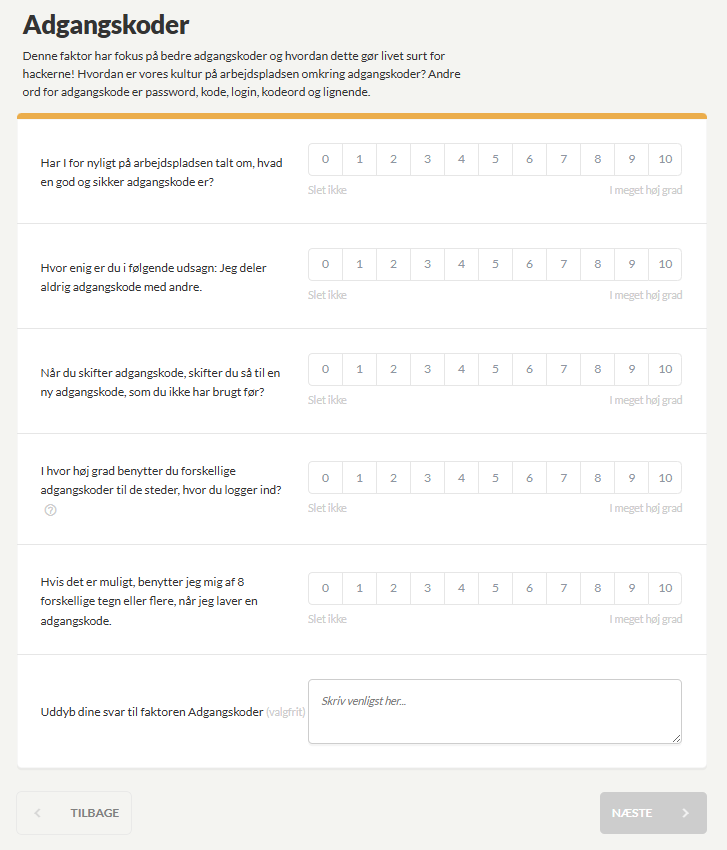 Adgangskoder
Denne faktor har fokus på bedre adgangskoder og hvordan dette gør livet surt for
hackerne! Hvordan er vores kultur på arbejdspladsen omkring adgangskoder? Andre
ord for adgangskode er password, kode, login, kodeord og lignende.
Har I for nyligt på arbejdspladsen talt om, hvad
en god og sikker adgangskode er?
0 1 2 3 4 5 6 7 8 9 10
Slet ikke I meget høj grad
Hvor enig er du i følgende udsagn: Jeg deler
aldrig adgangskode med andre.
0 1 2 3 4 5 6 7 8 9 10
Slet ikke I meget høj grad
Når du skifter adgangskode, skifter du så til en
ny adgangskode, som du ikke har brugt før?
0 1 2 3 4 5 6 7 8 9 10
Slet ikke I meget høj grad
I hvor høj grad benytter du forskellige
adgangskoder til de steder, hvor du logger ind?
?
0 1 2 3 4 5 6 7 8 9 10
Slet ikke I meget høj grad
Hvis det er muligt, benytter jeg mig af 8
forskellige tegn eller flere, når jeg laver en
adgangskode.
0 1 2 3 4 5 6 7 8 9 10
Slet ikke I meget høj grad
Uddyb dine svar til faktoren Adgangskoder (valgfrit)
Skriv venligst her...
TILBAGE
NÆSTE